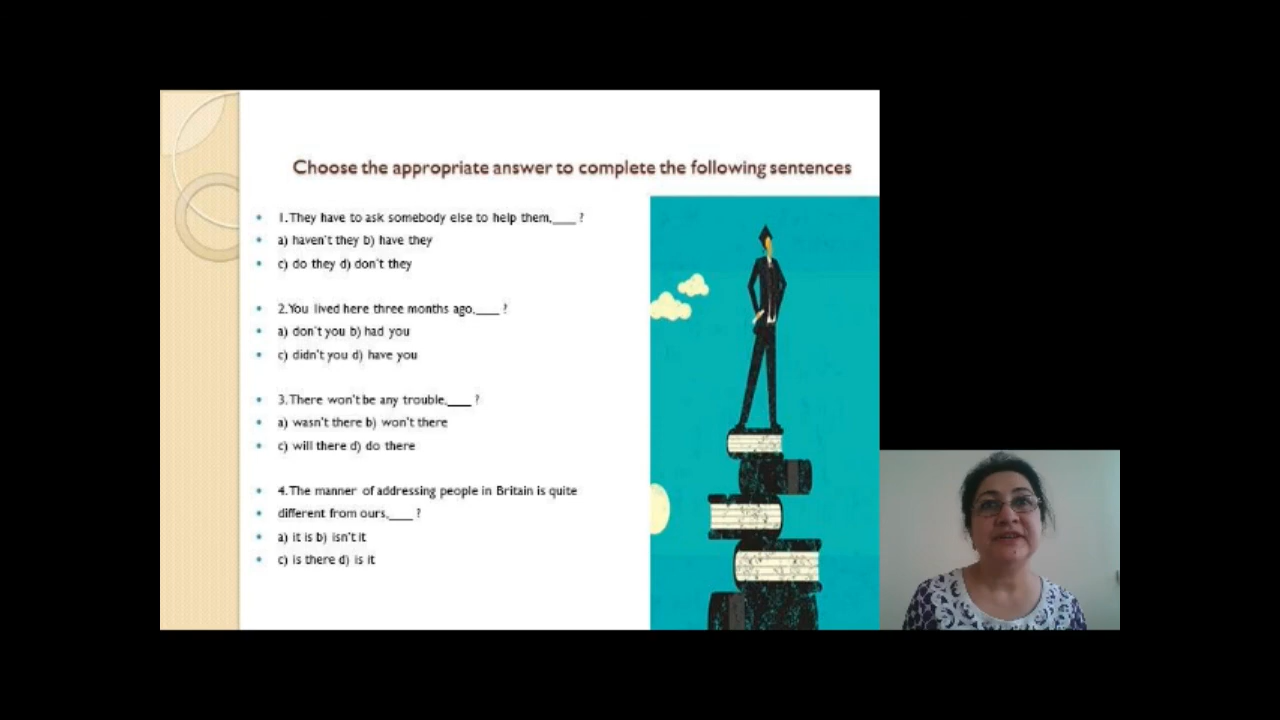 Choose the appropriate answer to complete the following sentences
1.They have to ask somebody else to help them,____ ?
a) haven't they b) have they
c) do they d) don't they
2.You lived here three months ago,____ ?
a) don't you b) had you
c) didn't you d) have you
3.There won't be any trouble,____ ?
a) wasn't there b) won't there
c) will there d) do there
4.The manner of addressing people in Britain is quite
different from ours,____ ?
a) it is b) isn't it
c) is there d) is it